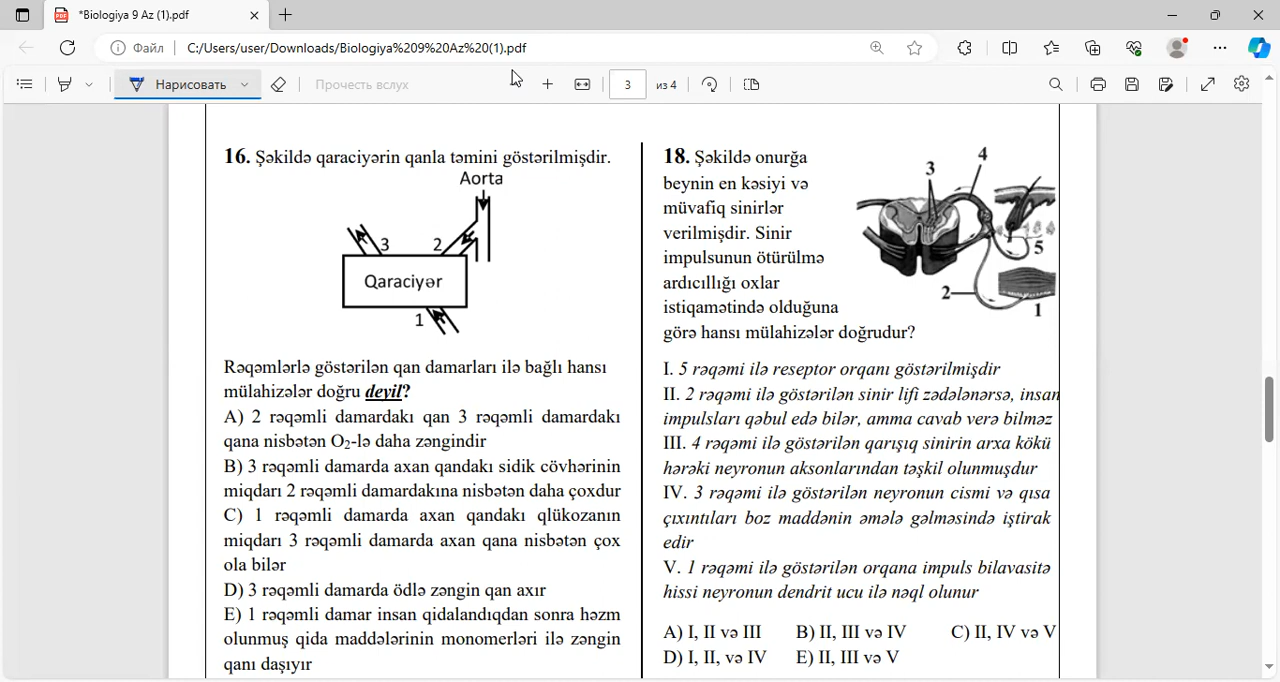 *Biologiya 9 Az (1).pdf
Файл
C:/Users/user/Downloads/Biologiya%209%20Az%20(1).pdf
Нарисовать
Прочесть вслух
3
из 4
16. Şəkildə qaraciyərin qanla təmini göstərilmişdir.
Aorta
3
2
Qaraciyər
1
Rəqəmlərlə göstərilən qan damarları ilə bağlı hansı
mülahizələr doğru deyil?
A) 2 rəqəmli damardakı qan 3 rəqəmli damardakı
qana nisbətən O₂-lə daha zəngindir
B) 3 rəqəmli damarda axan qandakı sidik cövhərinin
miqdarı 2 rəqəmli damardakına nisbətən daha çoxdur
C) 1 rəqəmli damarda axan qandakı qlükozanın
miqdarı 3 rəqəmli damarda axan qana nisbətən çox
ola bilər
D) 3 rəqəmli damarda ödlə zəngin qan axır
E) 1 rəqəmli damar insan qidalandıqdan sonra həzm
olunmuş qida maddələrinin monomerləri ilə zəngin
qanı daşıyır
18. Şəkildə onurğa
beynin en kəsiyi və
müvafiq sinirlər
verilmişdir. Sinir
impulsunun ötürülmə
ardıcıllığı oxlar
istiqamətində olduğuna
görə hansı mülahizələr doğrudur?
3
4
5
2
1
I. 5 rəqəmi ilə reseptor orqanı göstərilmişdir
II. 2 rəqəmi ilə göstərilən sinir lifi zədələnərsə, insan
impulsları qəbul edə bilər, amma cavab verə bilməz
III. 4 rəqəmi ilə göstərilən qarışıq sinirin arxa kökü
hərəki neyronun aksonlarından təşkil olunmuşdur
IV. 3 rəqəmi ilə göstərilən neyronun cismi və qısa
çıxıntıları boz maddənin əmələ gəlməsində iştirak
edir
V. 1 rəqəmi ilə göstərilən orqana impuls bilavasitə
hissi neyronun dendrit ucu ilə nəql olunur
A) I, II və III B) II, III və IV C) II, IV və V
D) I, II, və IV E) II, III və V